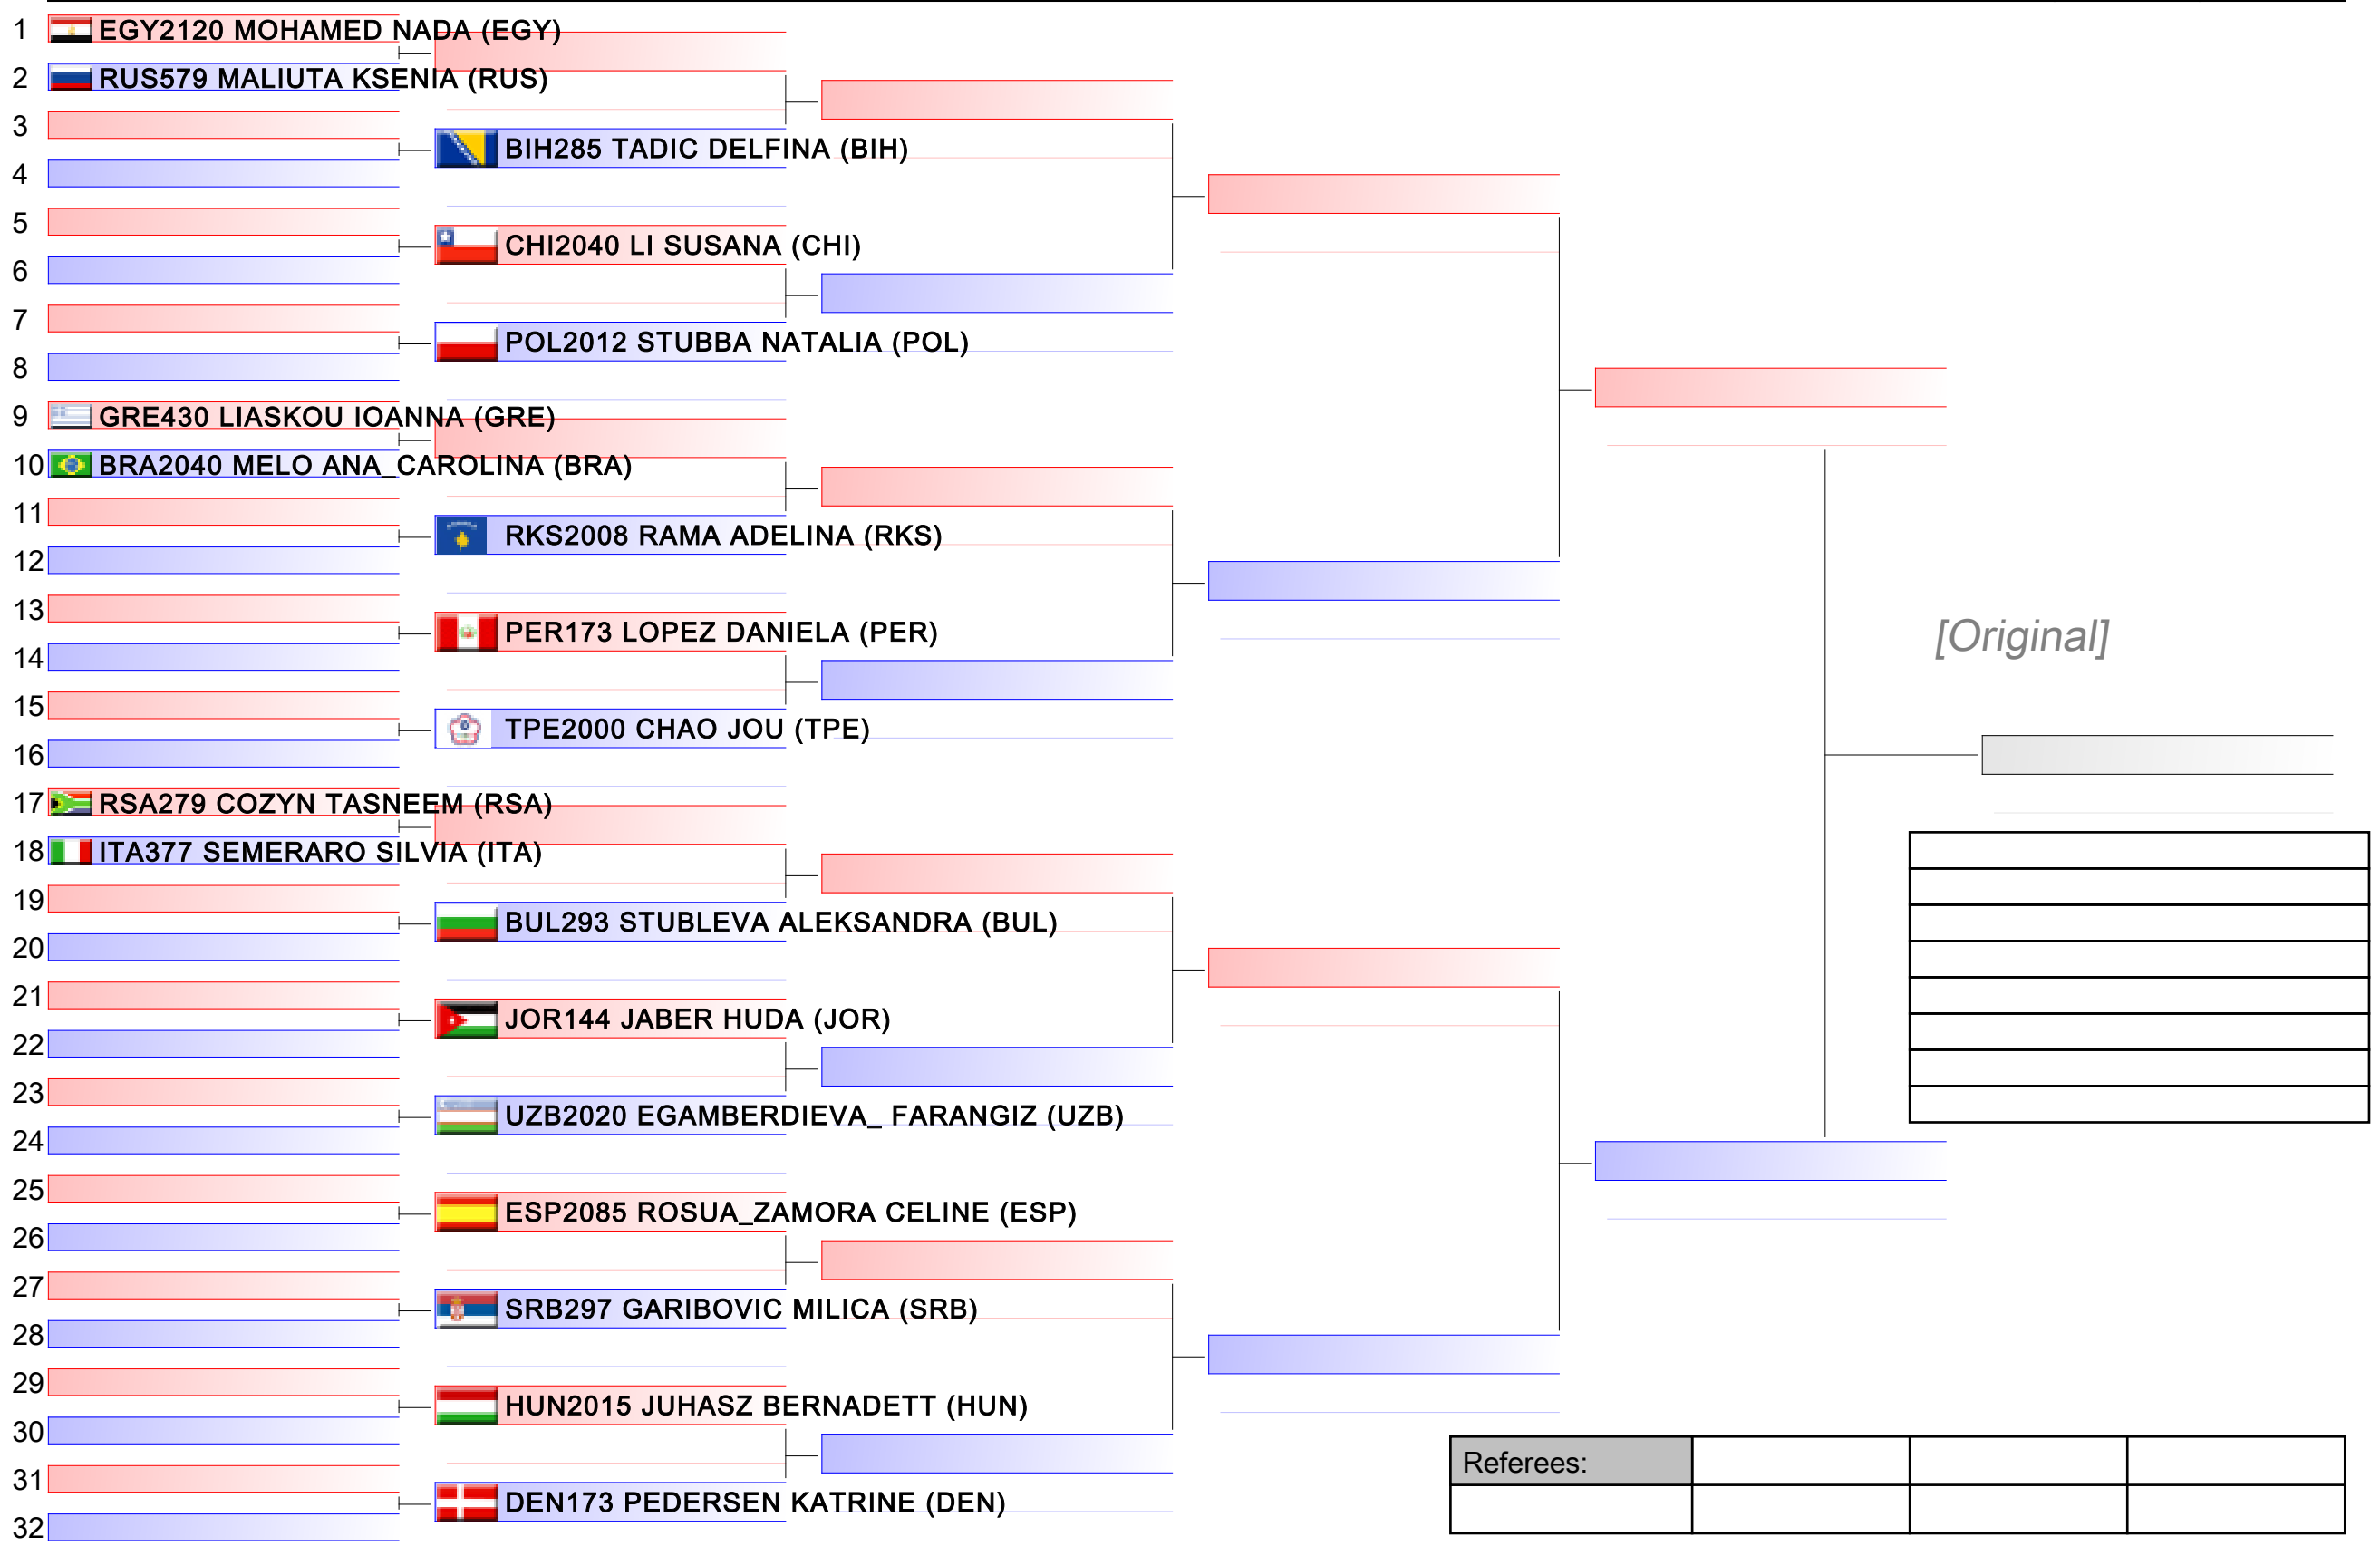 1 EGY2120 MOHAMED NADA (EGY)
2 RUS579 MALIUTA KSENIA (RUS)
3
BIH285 TADIC DELFINA (BIH)
4
5
CHI2040 LI SUSANA (CHI)
6
7
POL2012 STUBBA NATALIA (POL)
8
9 GRE430 LIASKOU IOANNA (GRE)
10 BRA2040 MELO ANA_CAROLINA (BRA)
11
RKS2008 RAMA ADELINA (RKS)
12
13
PER173 LOPEZ DANIELA (PER)
[Original]
14
15
TPE2000 CHAO JOU (TPE)
16
17 RSA279 COZYN TASNEEM (RSA)
18 ITA377 SEMERARO SILVIA (ITA)
19
BUL293 STUBLEVA ALEKSANDRA (BUL)
20
21
JOR144 JABER HUDA (JOR)
22
23
UZB2020 EGAMBERDIEVA_ FARANGIZ (UZB)
24
25
ESP2085 ROSUA_ZAMORA CELINE (ESP)
26
27
SRB297 GARIBOVIC MILICA (SRB)
28
29
HUN2015 JUHASZ BERNADETT (HUN)
30
Referees:
31
DEN173 PEDERSEN KATRINE (DEN)
32